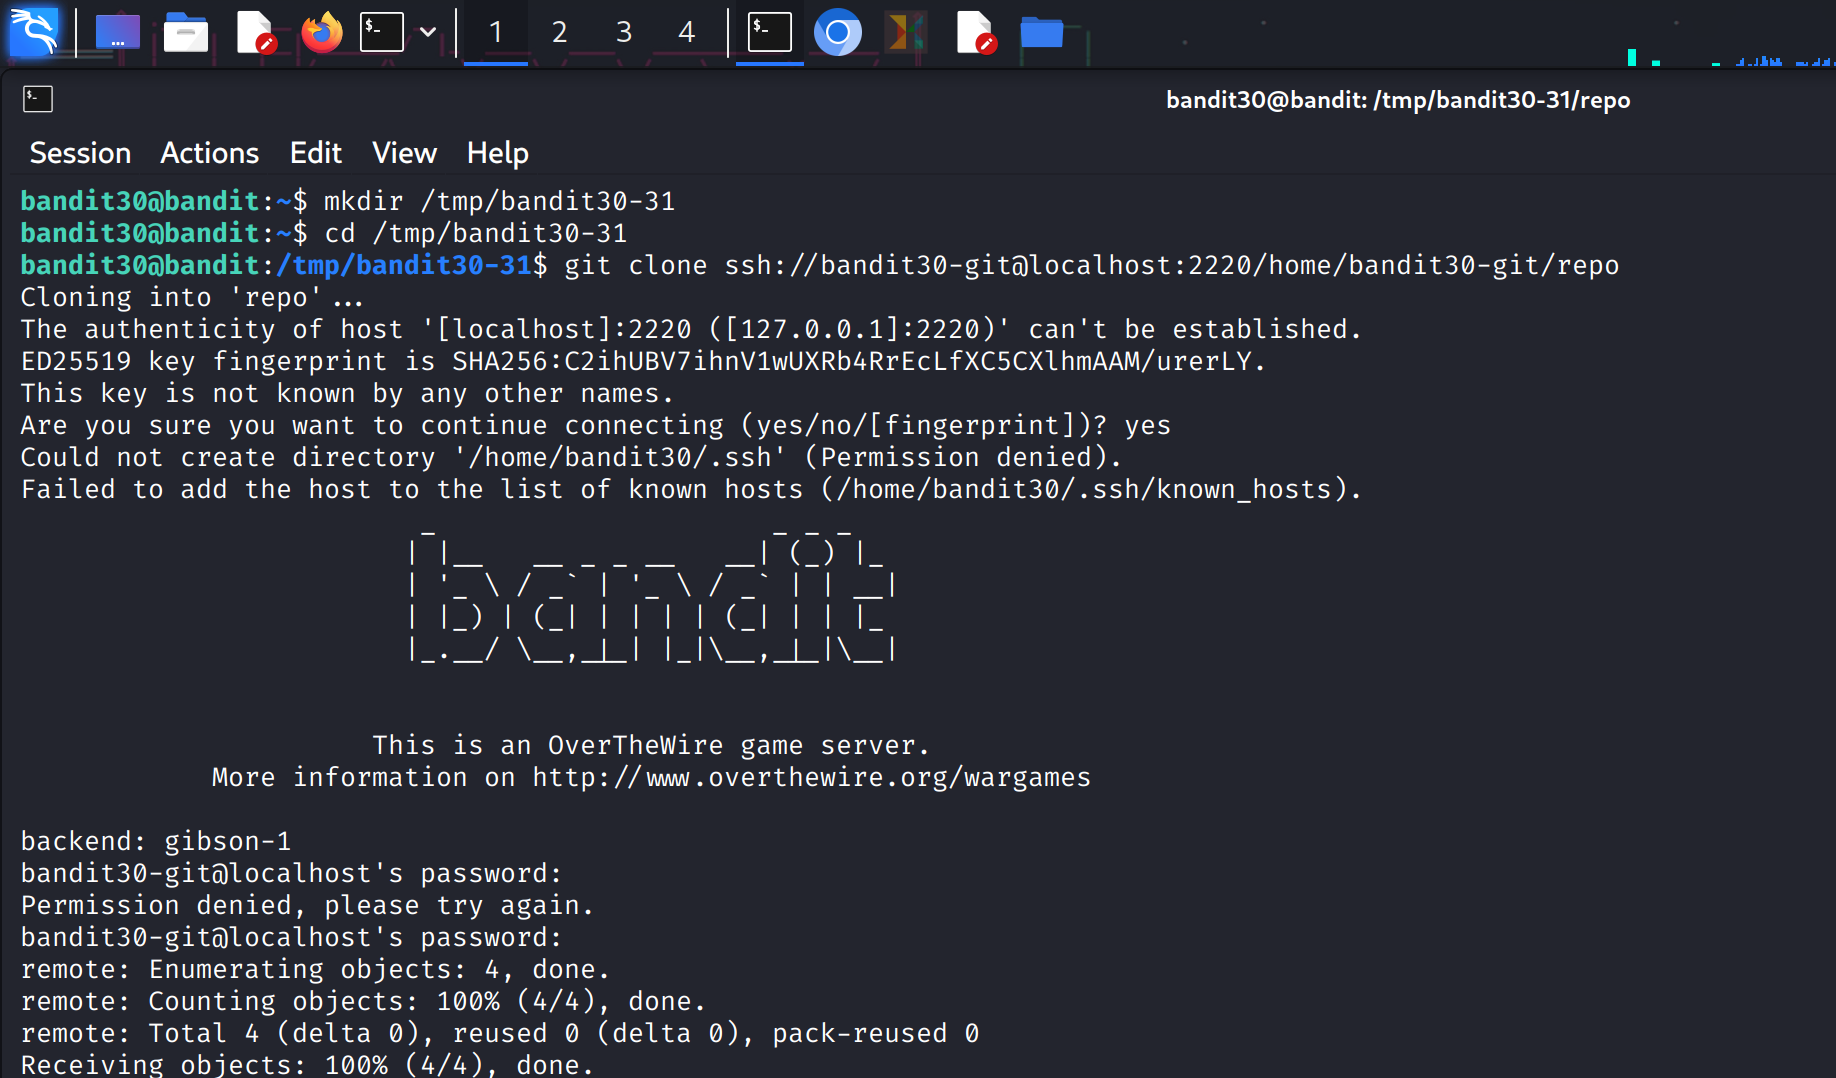 1 2 3 4
bandit30@bandit: /tmp/bandit30-31/repo
Session Actions Edit View Help
bandit30@bandit:~$ mkdir /tmp/bandit30-31
bandit30@bandit:~$ cd /tmp/bandit30-31
bandit30@bandit:/tmp/bandit30-31$ git clone ssh://bandit30-git@localhost:2220/home/bandit30-git/repo
Cloning into 'repo'...
The authenticity of host '[localhost]:2220 ([127.0.0.1]:2220)' can't be established.
ED25519 key fingerprint is SHA256:C2ihUBV7ihnV1wUXRb4RrEcLfXC5CXlhmAAM/urerLY.
This key is not known by any other names.
Are you sure you want to continue connecting (yes/no/[fingerprint])? yes
Could not create directory '/home/bandit30/.ssh' (Permission denied).
Failed to add the host to the list of known hosts (/home/bandit30/.ssh/known_hosts).
bandit
This is an OverTheWire game server.
More information on http://www.overthewire.org/wargames
backend: gibson-1
bandit30-git@localhost's password:
Permission denied, please try again.
bandit30-git@localhost's password:
remote: Enumerating objects: 4, done.
remote: Counting objects: 100% (4/4), done.
remote: Total 4 (delta 0), reused 0 (delta 0), pack-reused 0
Receiving objects: 100% (4/4), done.